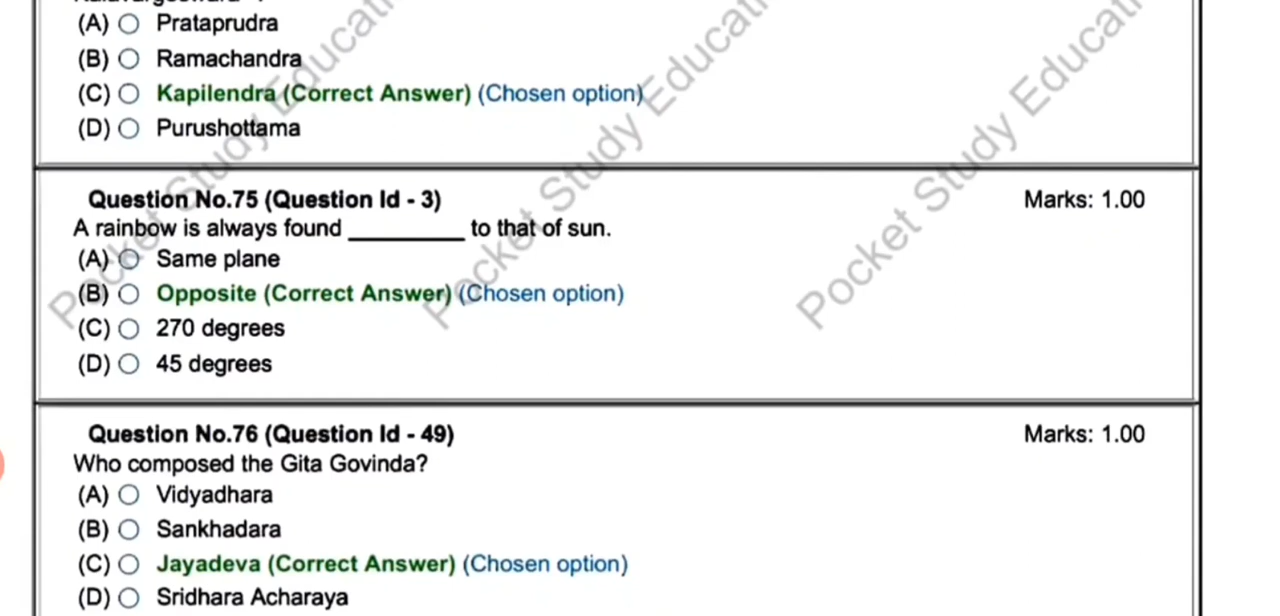 (A) Prataprudra
(B) Ramachandra
(C) Kapilendra (Correct Answer) (Chosen option)
(D) Purushottama
Question No.75 (Question Id - 3) Marks: 1.00
A rainbow is always found _________ to that of sun.
(A) Same plane
(B) Opposite (Correct Answer) (Chosen option)
(C) 270 degrees
(D) 45 degrees
Question No.76 (Question Id - 49) Marks: 1.00
Who composed the Gita Govinda?
(A) Vidyadhara
(B) Sankhadara
(C) Jayadeva (Correct Answer) (Chosen option)
(D) Sridhara Acharaya
Pocket Study Educati
Pocket Study Educati
Pocket Study Educati